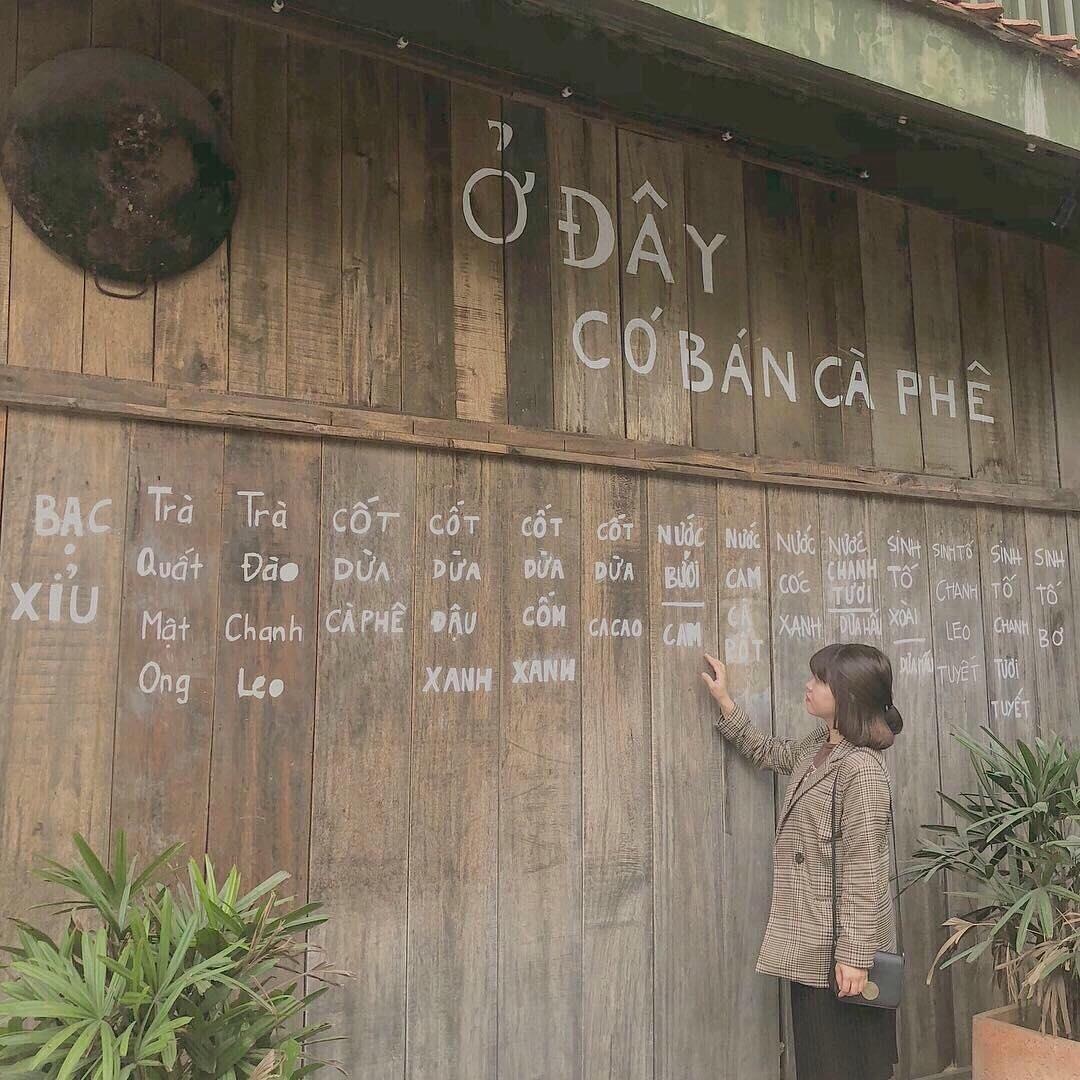 Ở ĐÂY
CÓ BÁN CÀ PHÊ
BẠC
XỈU
Trà
Quất
Mật
Ong
Trà
Đào
Chanh
Leo
CỐT
DỪA
CÀ PHÊ
CỐT
DỪA
ĐẬU
XANH
CỐT
DỪA
CỐM
XANH
CỐT
DỪA
CACAO
NƯỚC
BƯỞI
CAM
NƯỚC
CAM
CÀ
RỐT
NƯỚC
CÓC
XANH
NƯỚC
CHANH
TƯƠI
DƯA HẤU
SINH
TỐ
XOÀI
DƯA HẤU
SINH TỐ
CHANH
LEO
TUYẾT
SINH
TỐ
CHANH
TƯƠI
TUYẾT
SINH
TỐ
BƠ